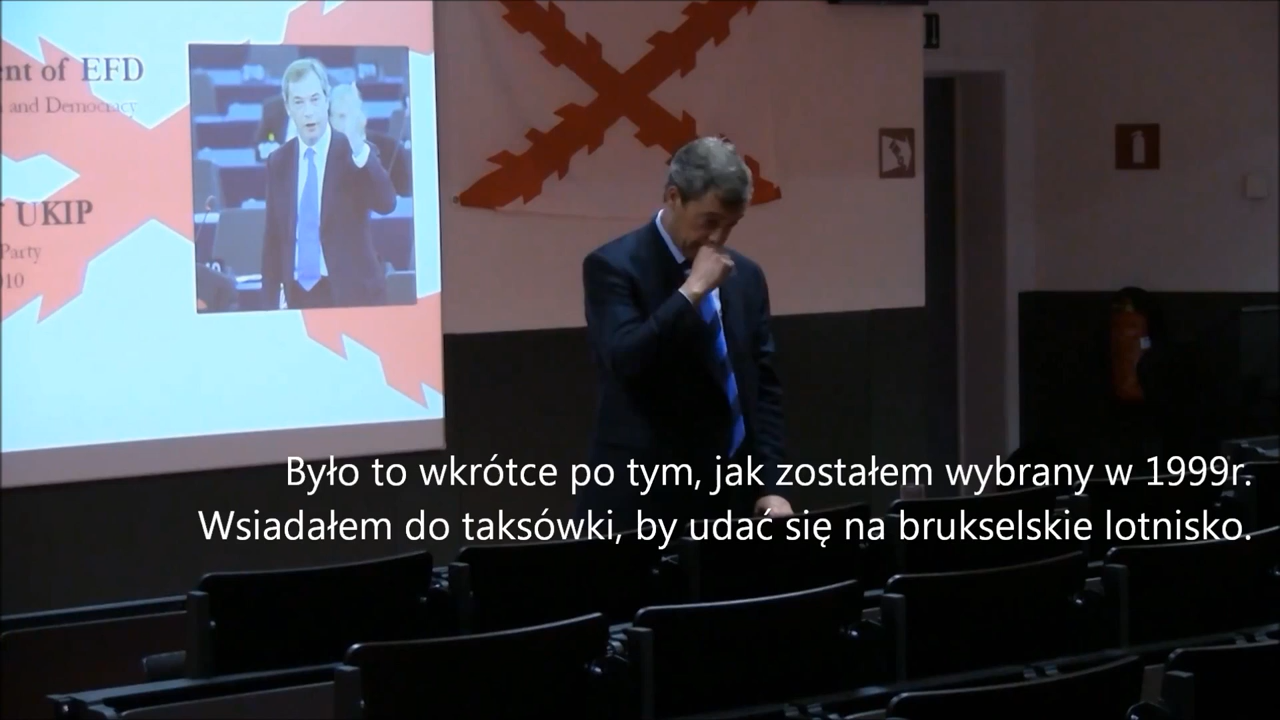 ent of EFD
and Democracy
UKIP
Party
10
Było to wkrótce po tym, jak zostałem wybrany w 1999r.
Wsiadałem do taksówki, by udać się na brukselskie lotnisko.